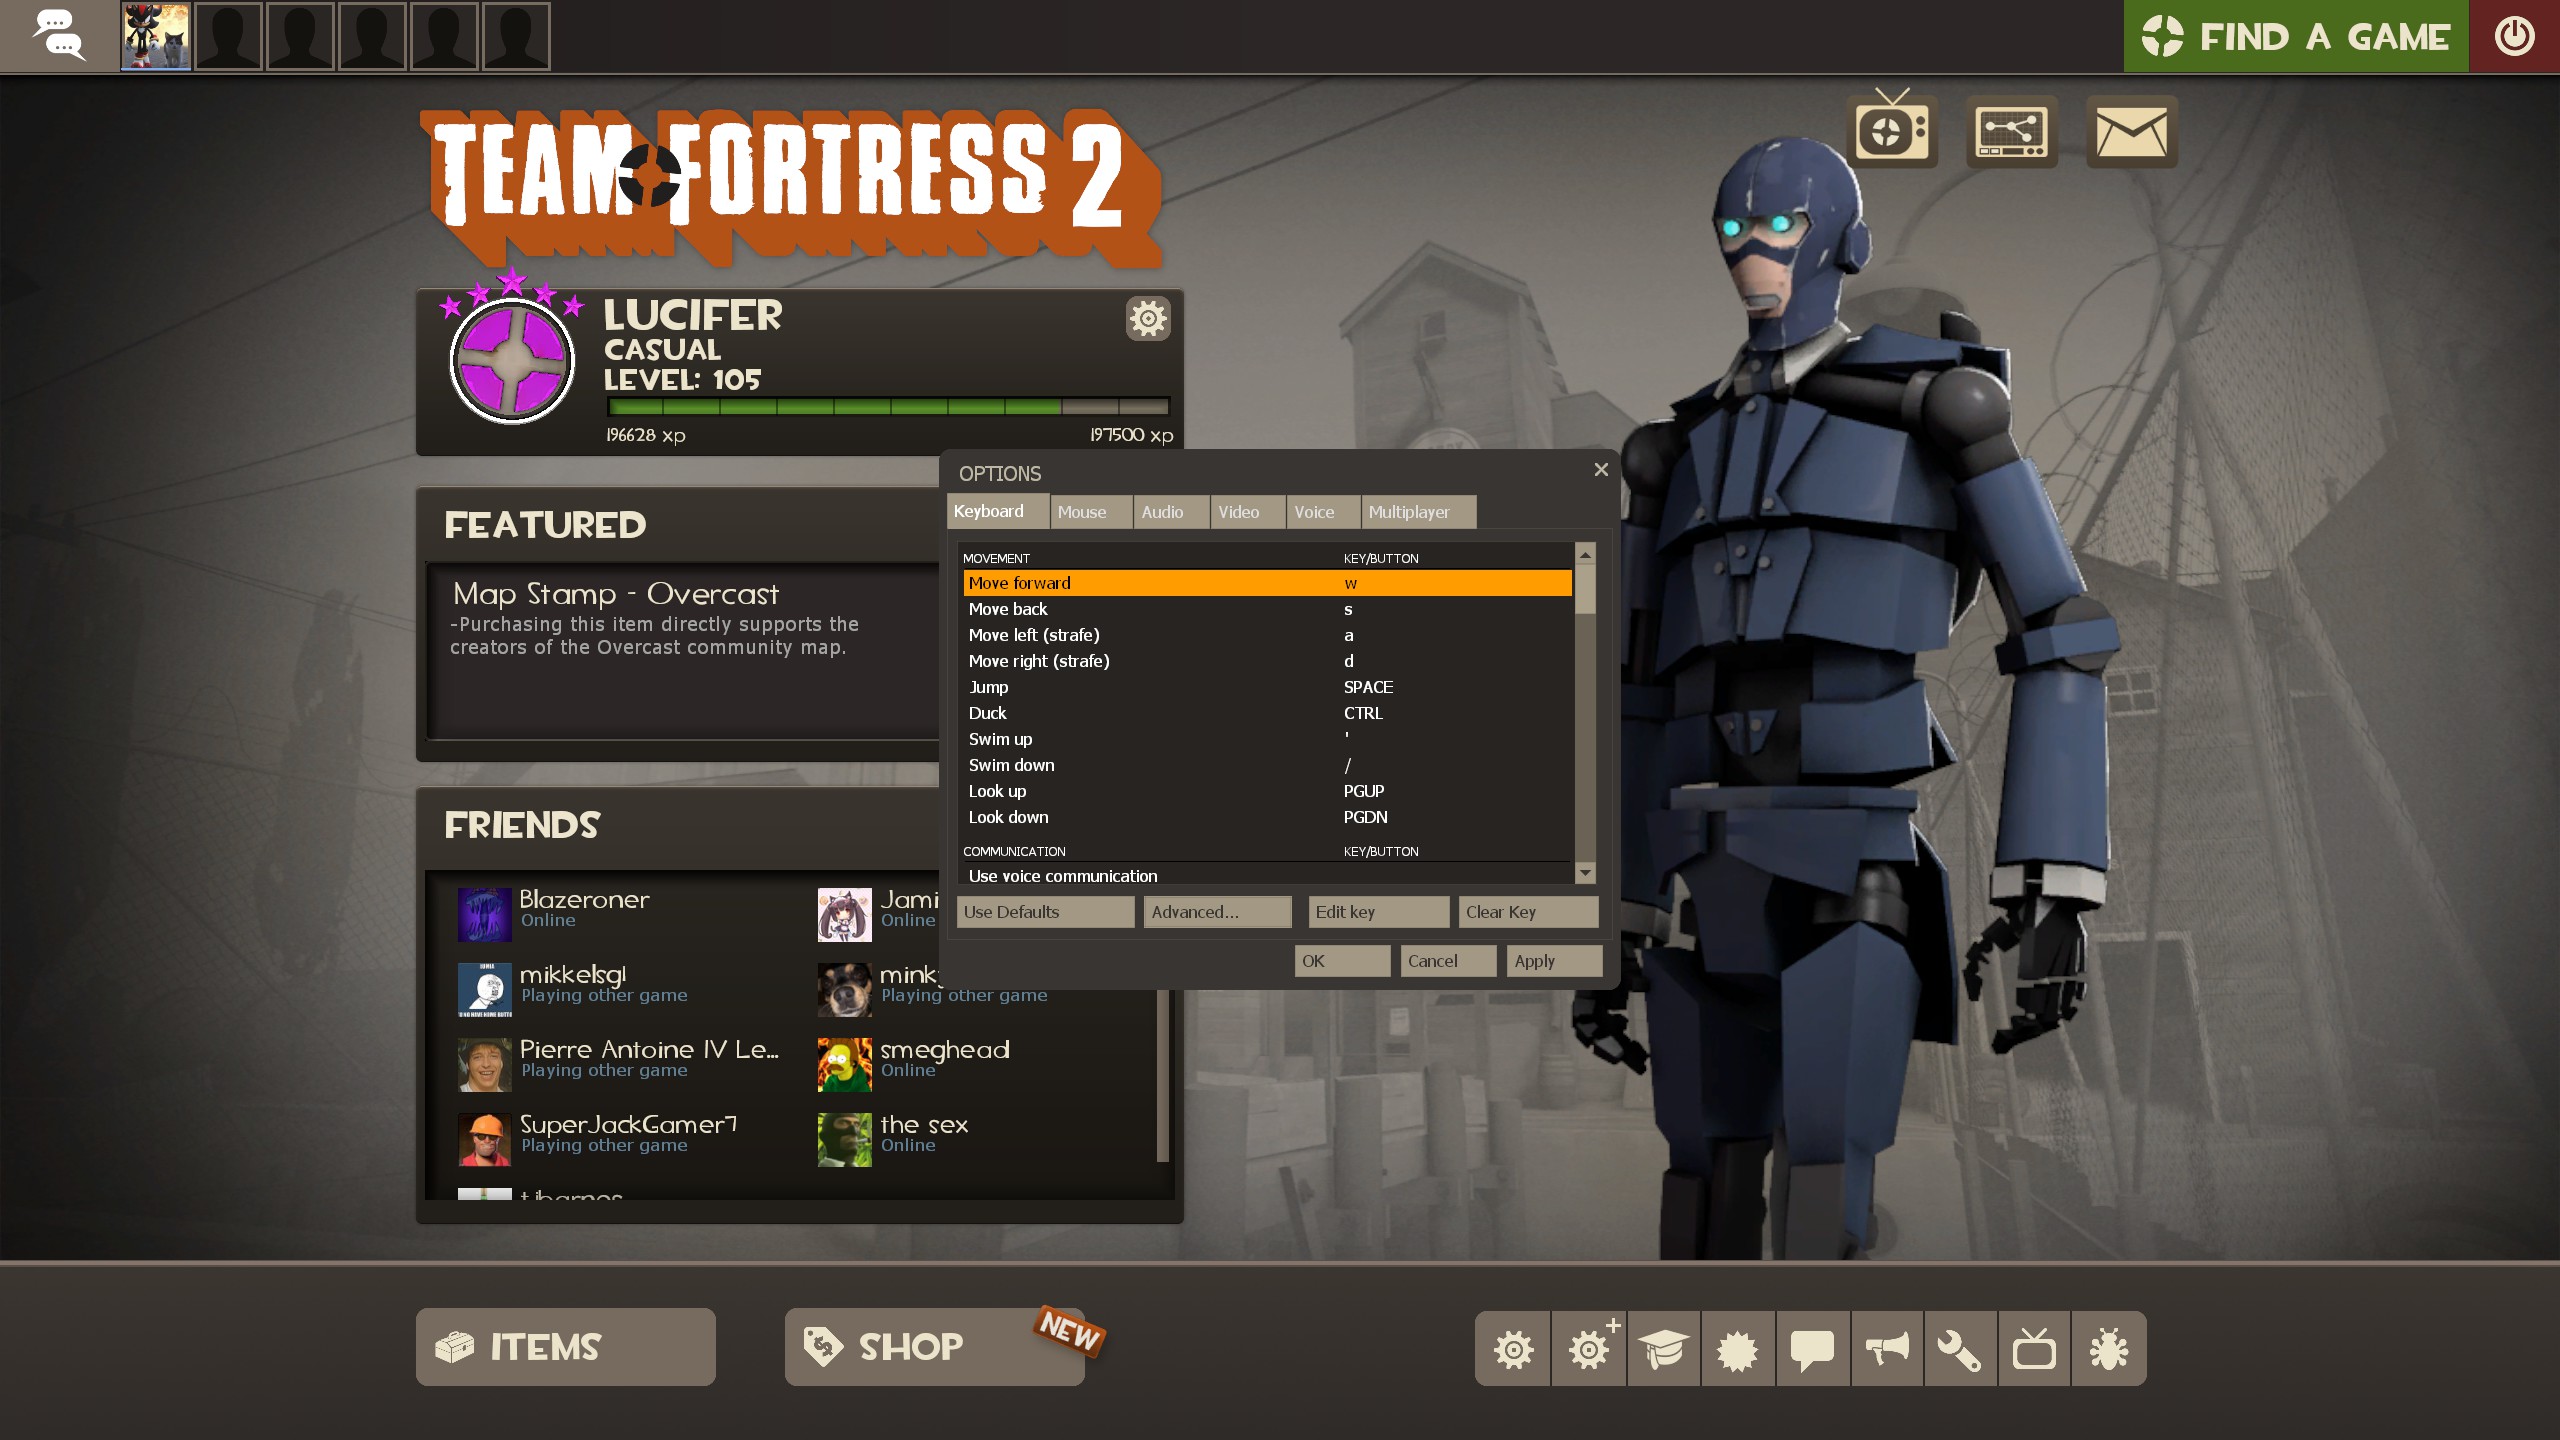 FIND A GAME
TEAM FORTRESS 2
LUCIFER
CASUAL
LEVEL: 105
196628 xp
197500 xp
FEATURED
Map Stamp - Overcast
-Purchasing this item directly supports the
creators of the Overcast community map.
FRIENDS
Blazeroner
Online
Jami
Online
mikkelsgl
Playing other game
mink
Playing other game
Pierre Antoine IV Le...
Playing other game
smeghead
Online
SuperJackGamer7
Playing other game
the sex
Online
OPTIONS
Keyboard Mouse Audio Video Voice Multiplayer
MOVEMENT KEY/BUTTON
Move forward w
Move back s
Move left (strafe) a
Move right (strafe) d
Jump SPACE
Duck CTRL
Swim up '
Swim down /
Look up PGUP
Look down PGDN
COMMUNICATION KEY/BUTTON
Use voice communication
Use Defaults Advanced... Edit key Clear Key
OK Cancel Apply
ITEMS
SHOP
NEW